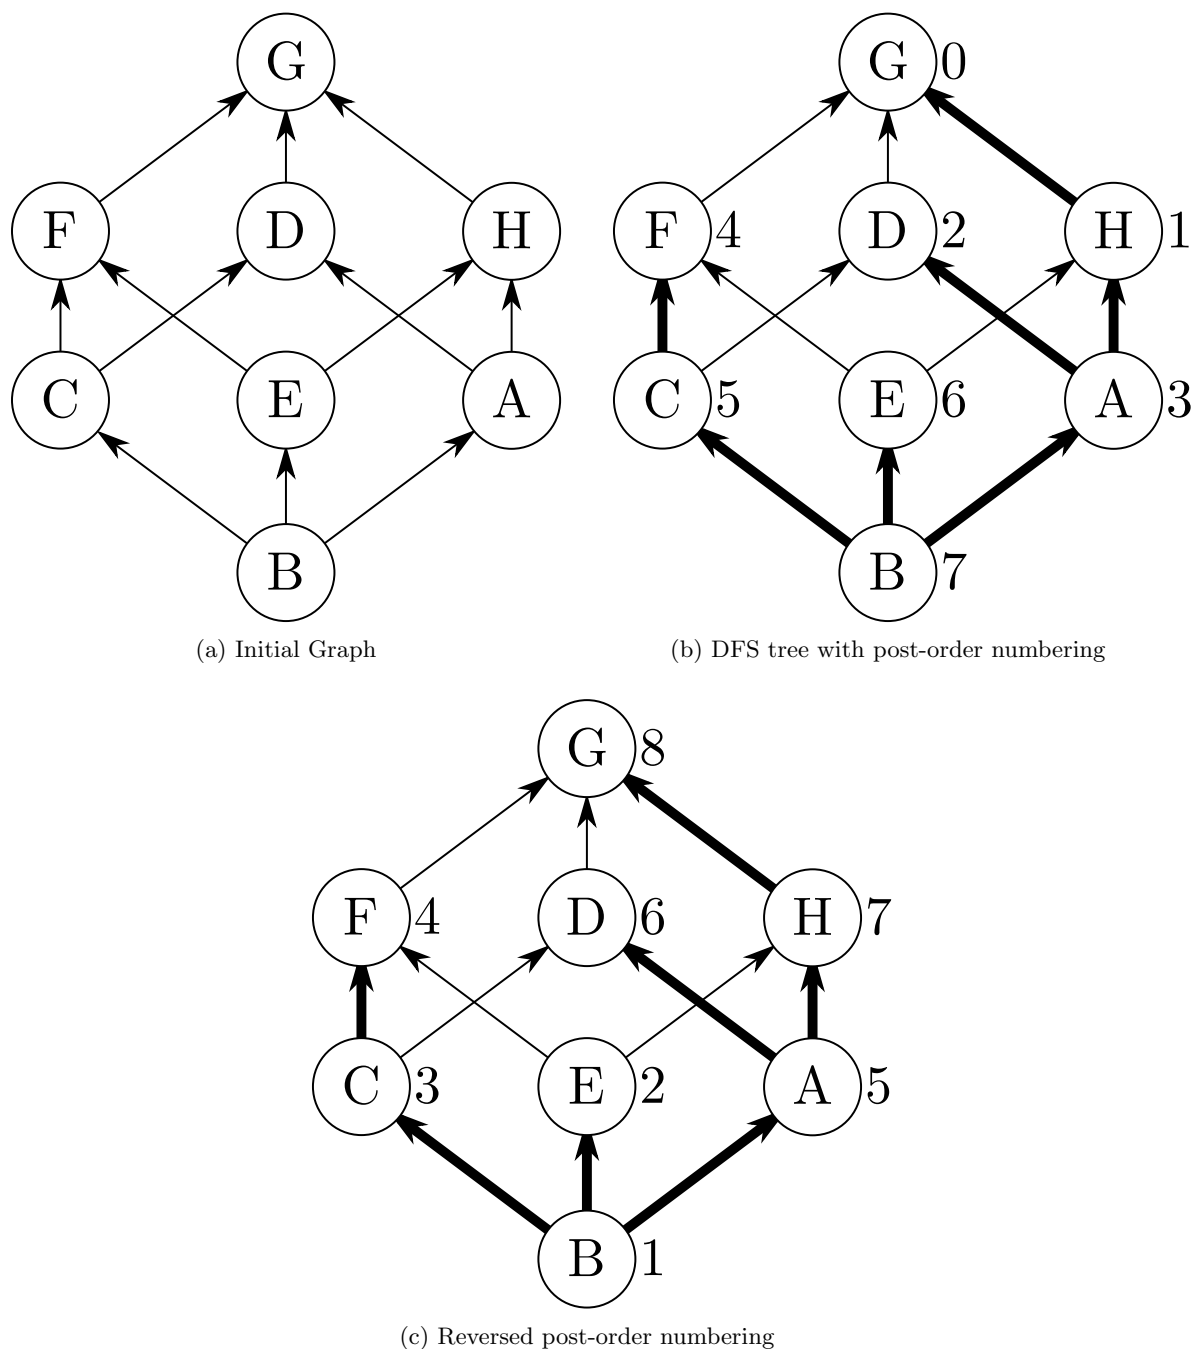 G
F D H
C E A
B
(a) Initial Graph
G 0
F 4 D 2 H 1
C 5 E 6 A 3
B 7
(b) DFS tree with post-order numbering
G 8
F 4 D 6 H 7
C 3 E 2 A 5
B 1
(c) Reversed post-order numbering